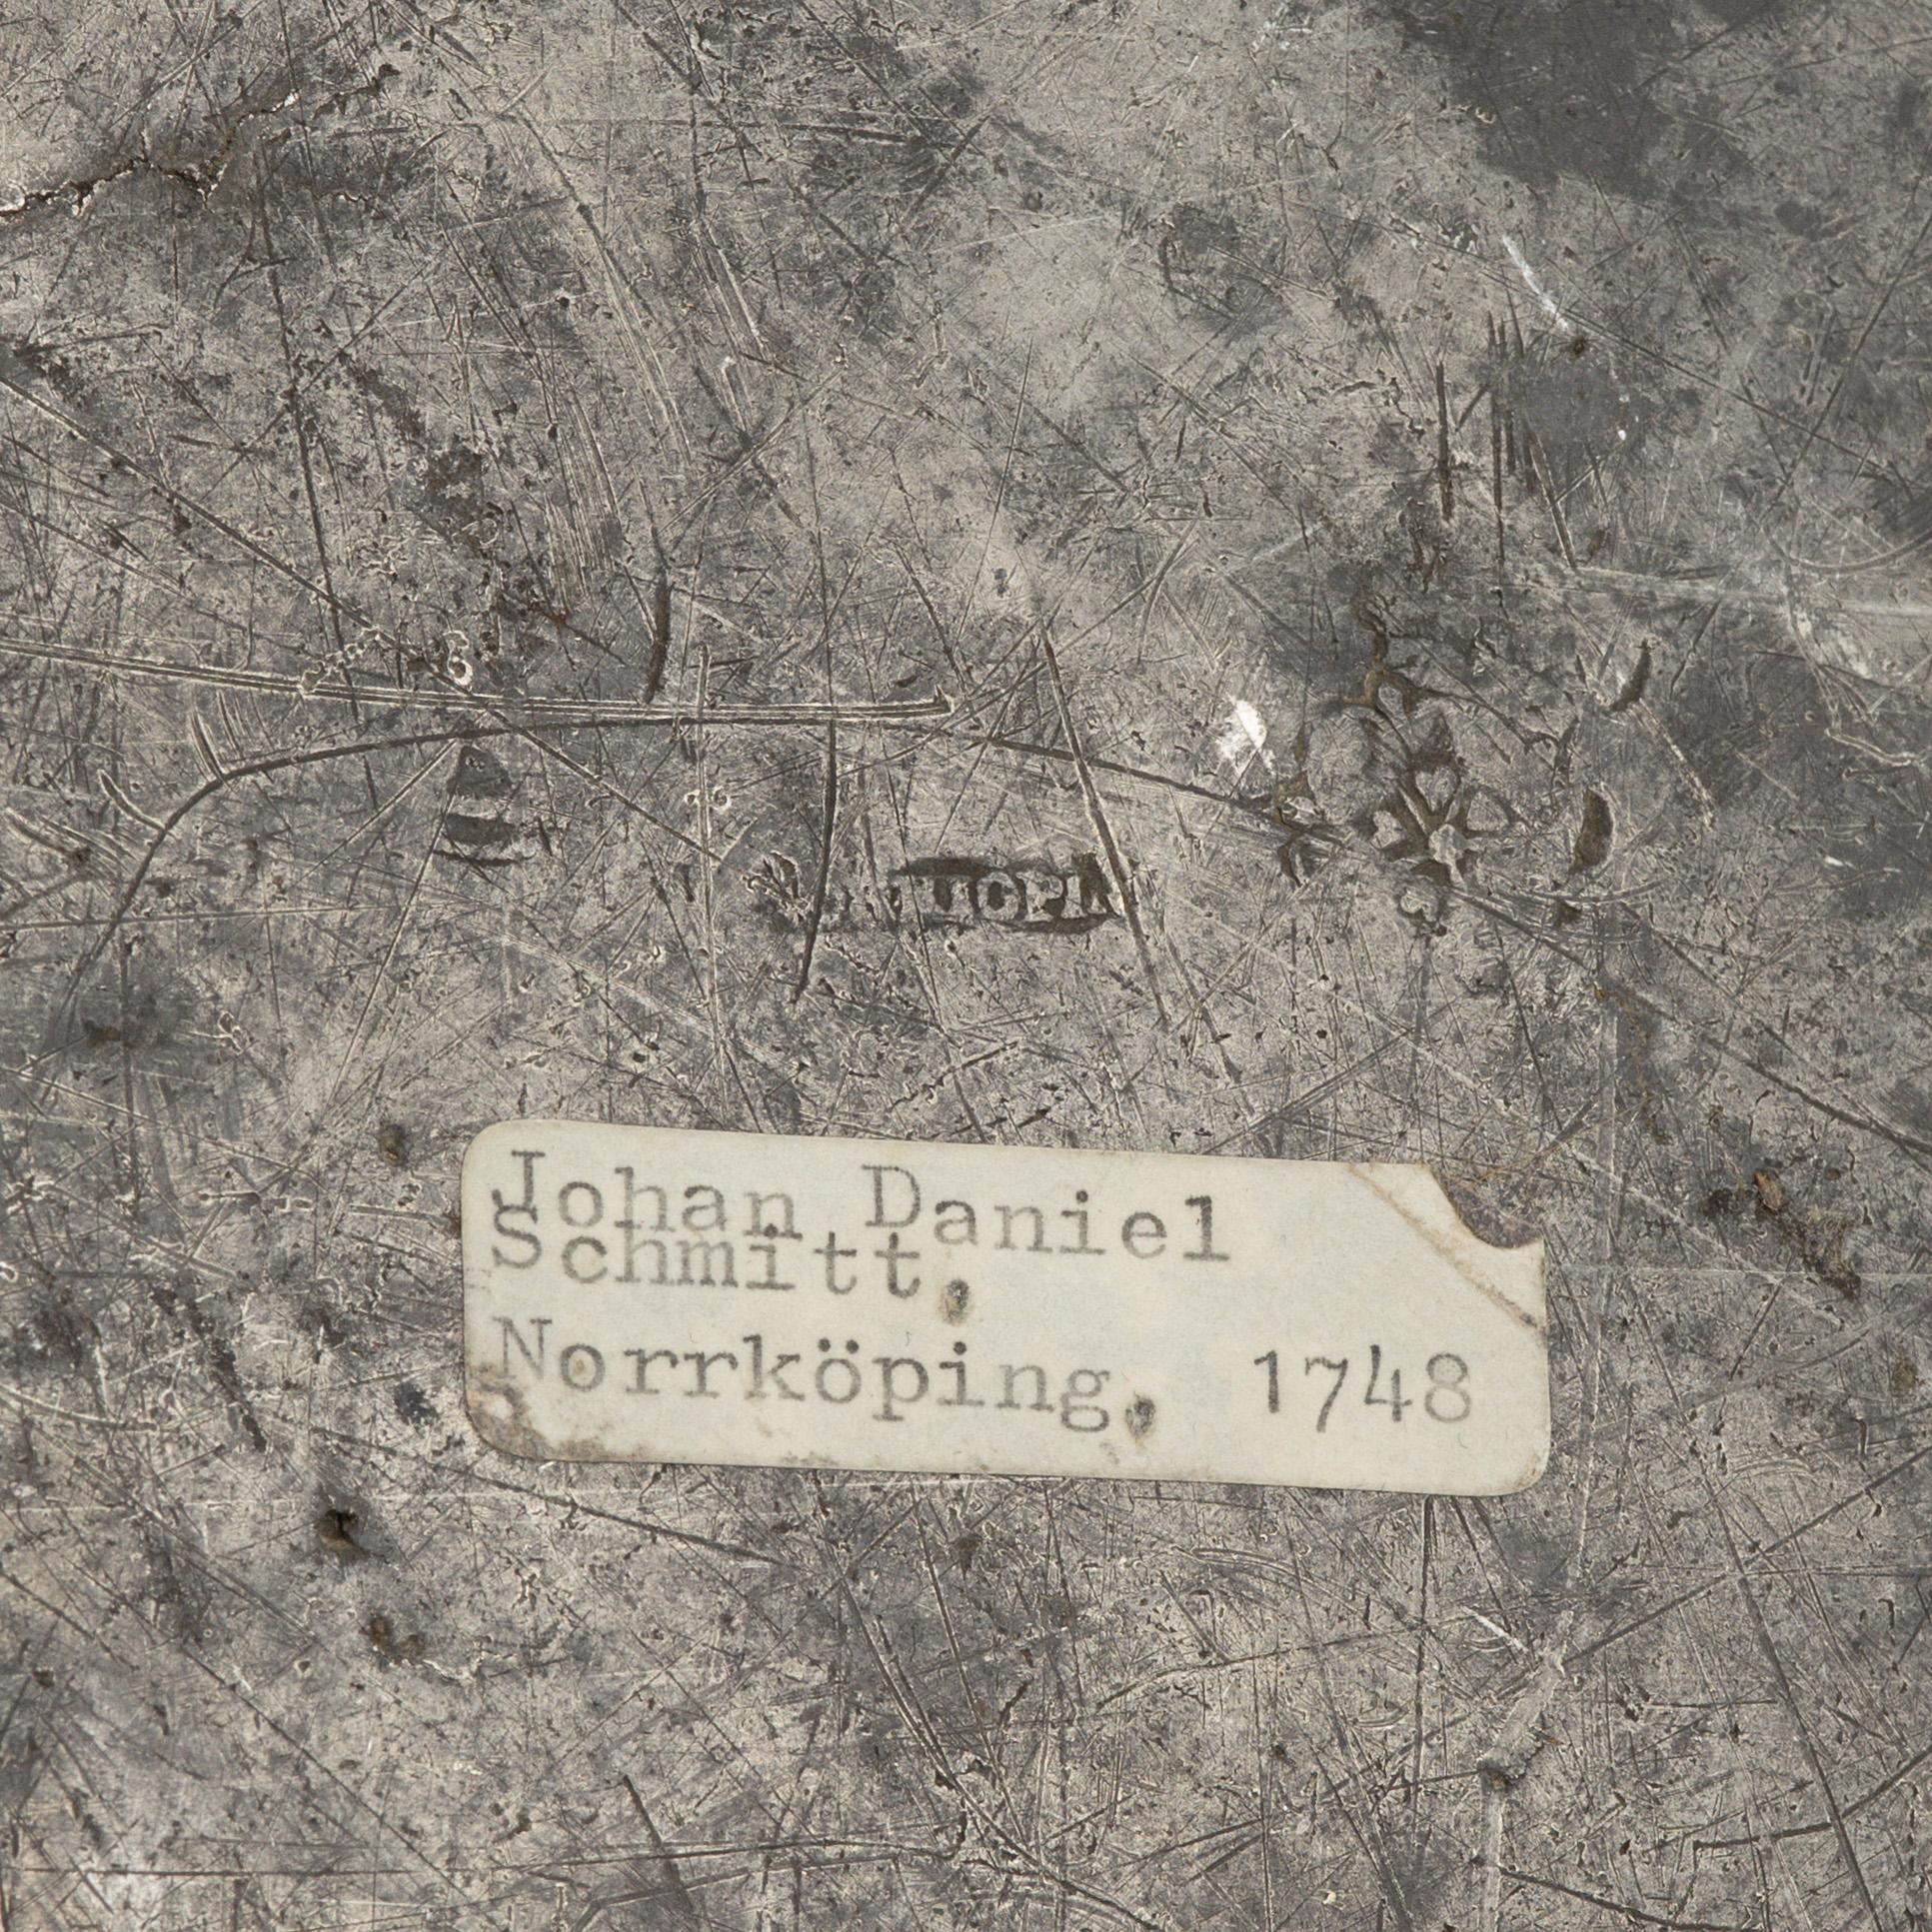 Johan Daniel
Schmitt,
Norrköping, 1748